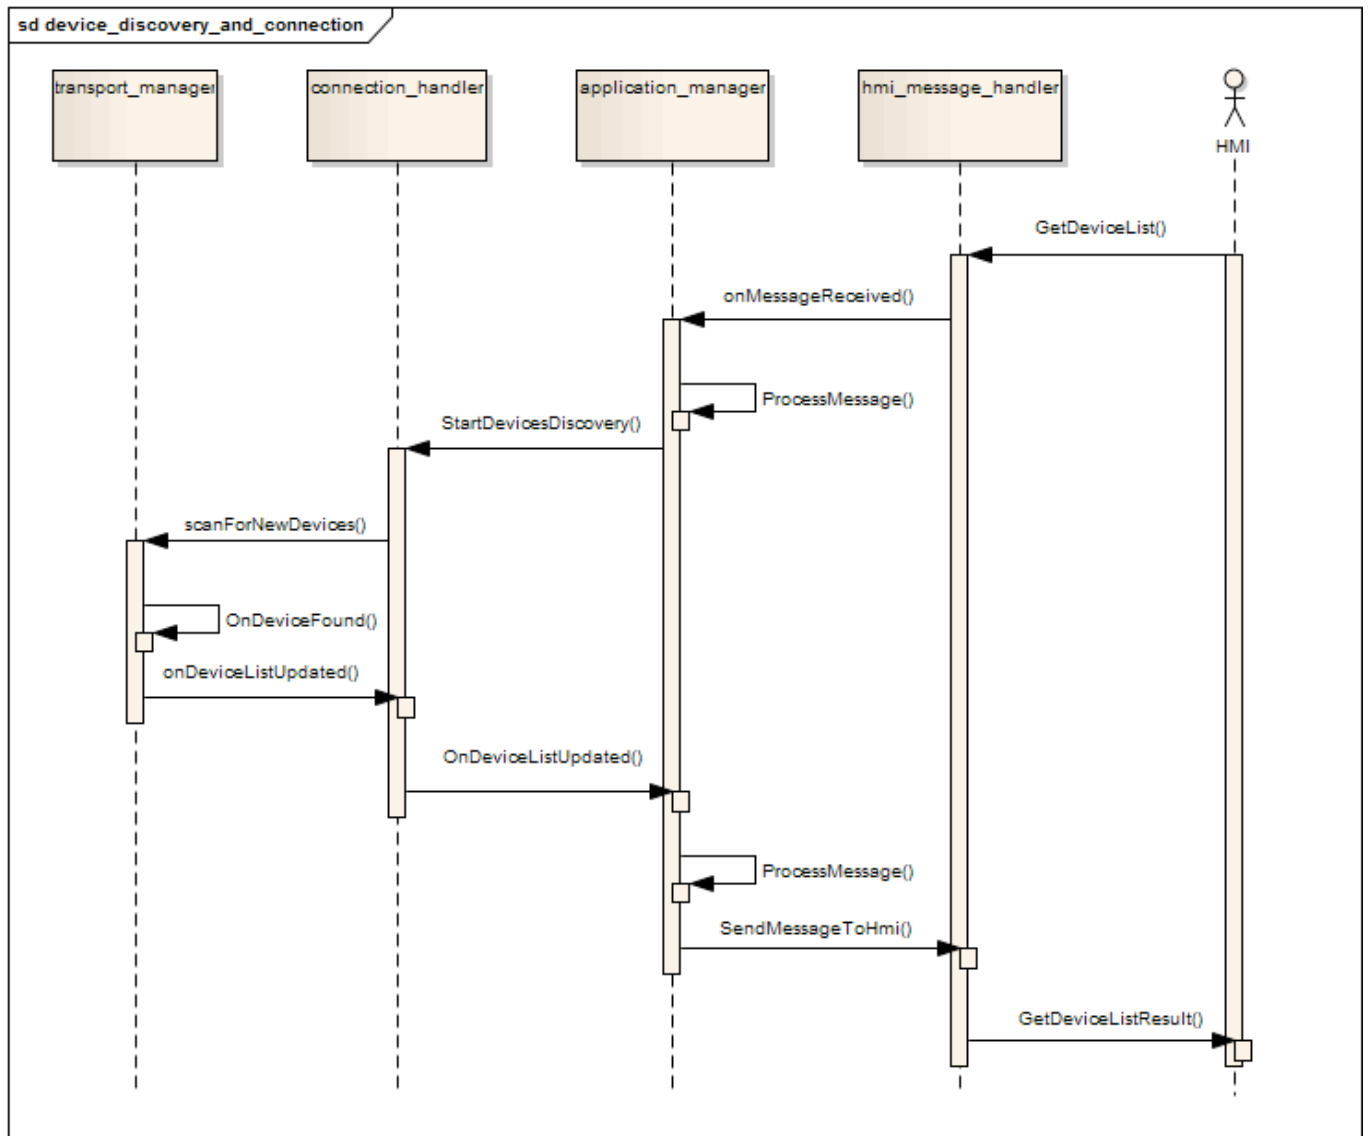 sd device_discovery_and_connection
transport_manager
connection_handler
application_manager
hmi_message_handler
HMI
GetDeviceList()
onMessageReceived()
ProcessMessage()
StartDevicesDiscovery()
scanForNewDevices()
OnDeviceFound()
onDeviceListUpdated()
OnDeviceListUpdated()
ProcessMessage()
SendMessageToHmi()
GetDeviceListResult()